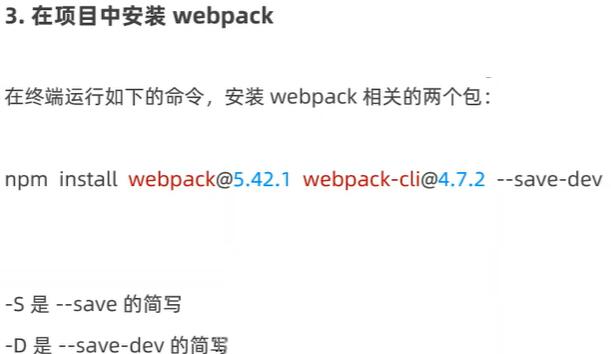 3. 在项目中安装 webpack
在终端运行如下的命令，安装 webpack 相关的两个包：
npm install webpack@5.42.1 webpack-cli@4.7.2 --save-dev
-S 是 --save 的简写
-D 是 --save-dev 的简写